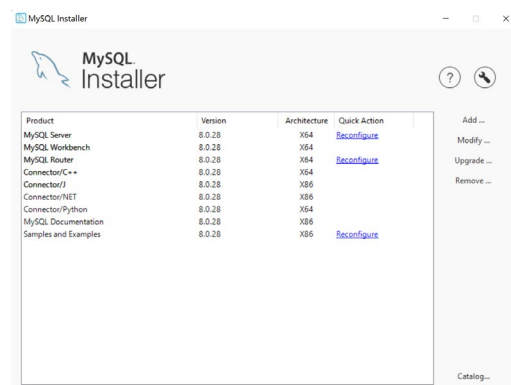 MySQL Installer
MySQL.
Installer
Product Version Architecture Quick Action
MySQL Server 8.0.28 X64 Reconfigure
MySQL Workbench 8.0.28 X64
MySQL Router 8.0.28 X64 Reconfigure
Connector/C++ 8.0.28 X64
Connector/J 8.0.28 X86
Connector/NET 8.0.28 X86
Connector/Python 8.0.28 X64
MySQL Documentation 8.0.28 X86
Samples and Examples 8.0.28 X86 Reconfigure
Add ...
Modify ...
Upgrade ...
Remove ...
Catalog...